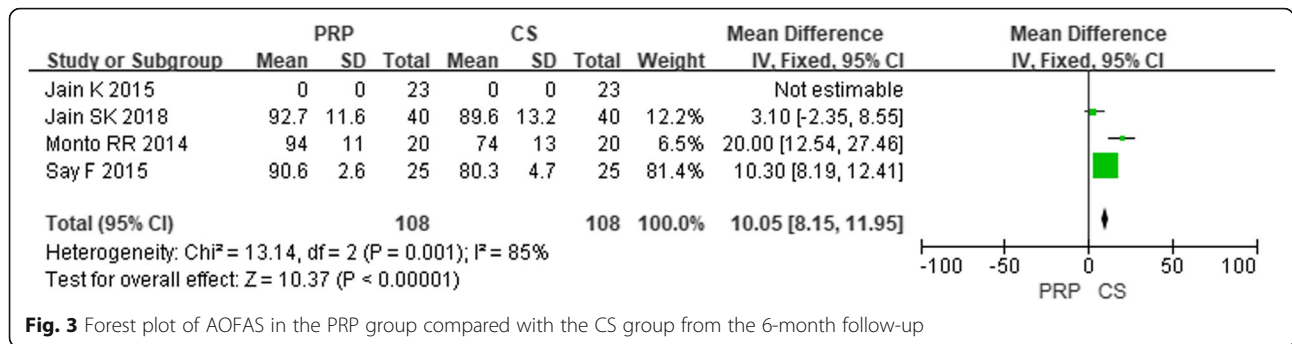 PRP CS Mean Difference Mean Difference
Study or Subgroup Mean SD Total Mean SD Total Weight IV, Fixed, 95% CI IV, Fixed, 95% CI
Jain K 2015 0 0 23 0 0 23 Not estimable
Jain SK 2018 92.7 11.6 40 89.6 13.2 40 12.2% 3.10 [-2.35, 8.55]
Monto RR 2014 94 11 20 74 13 20 6.5% 20.00 [12.54, 27.46]
Say F 2015 90.6 2.6 25 80.3 4.7 25 81.4% 10.30 [8.19, 12.41]
Total (95% CI) 108 108 100.0% 10.05 [8.15, 11.95]
Heterogeneity: Chi² = 13.14, df = 2 (P = 0.001); I² = 85%
Test for overall effect: Z = 10.37 (P < 0.00001)
-100 -50 0 50 100
PRP CS
Fig. 3 Forest plot of AOFAS in the PRP group compared with the CS group from the 6-month follow-up